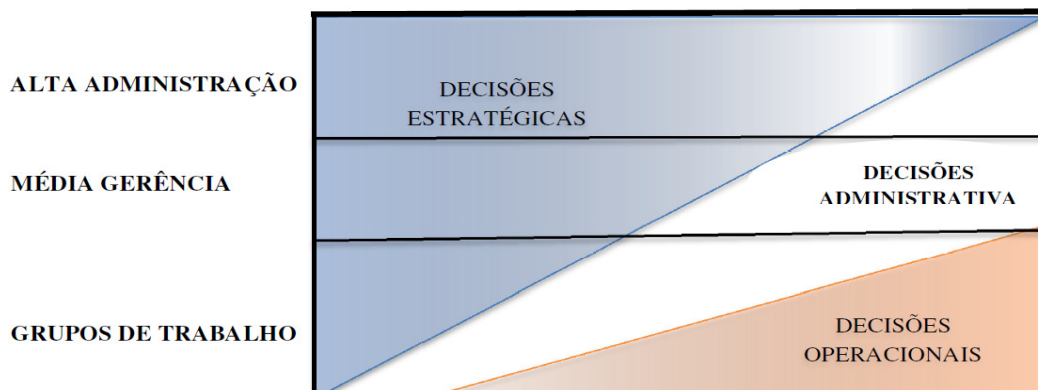 ALTA ADMINISTRAÇÃO
DECISÕES
ESTRATÉGICAS
MÉDIA GERÊNCIA
DECISÕES
ADMINISTRATIVA
GRUPOS DE TRABALHO
DECISÕES
OPERACIONAIS